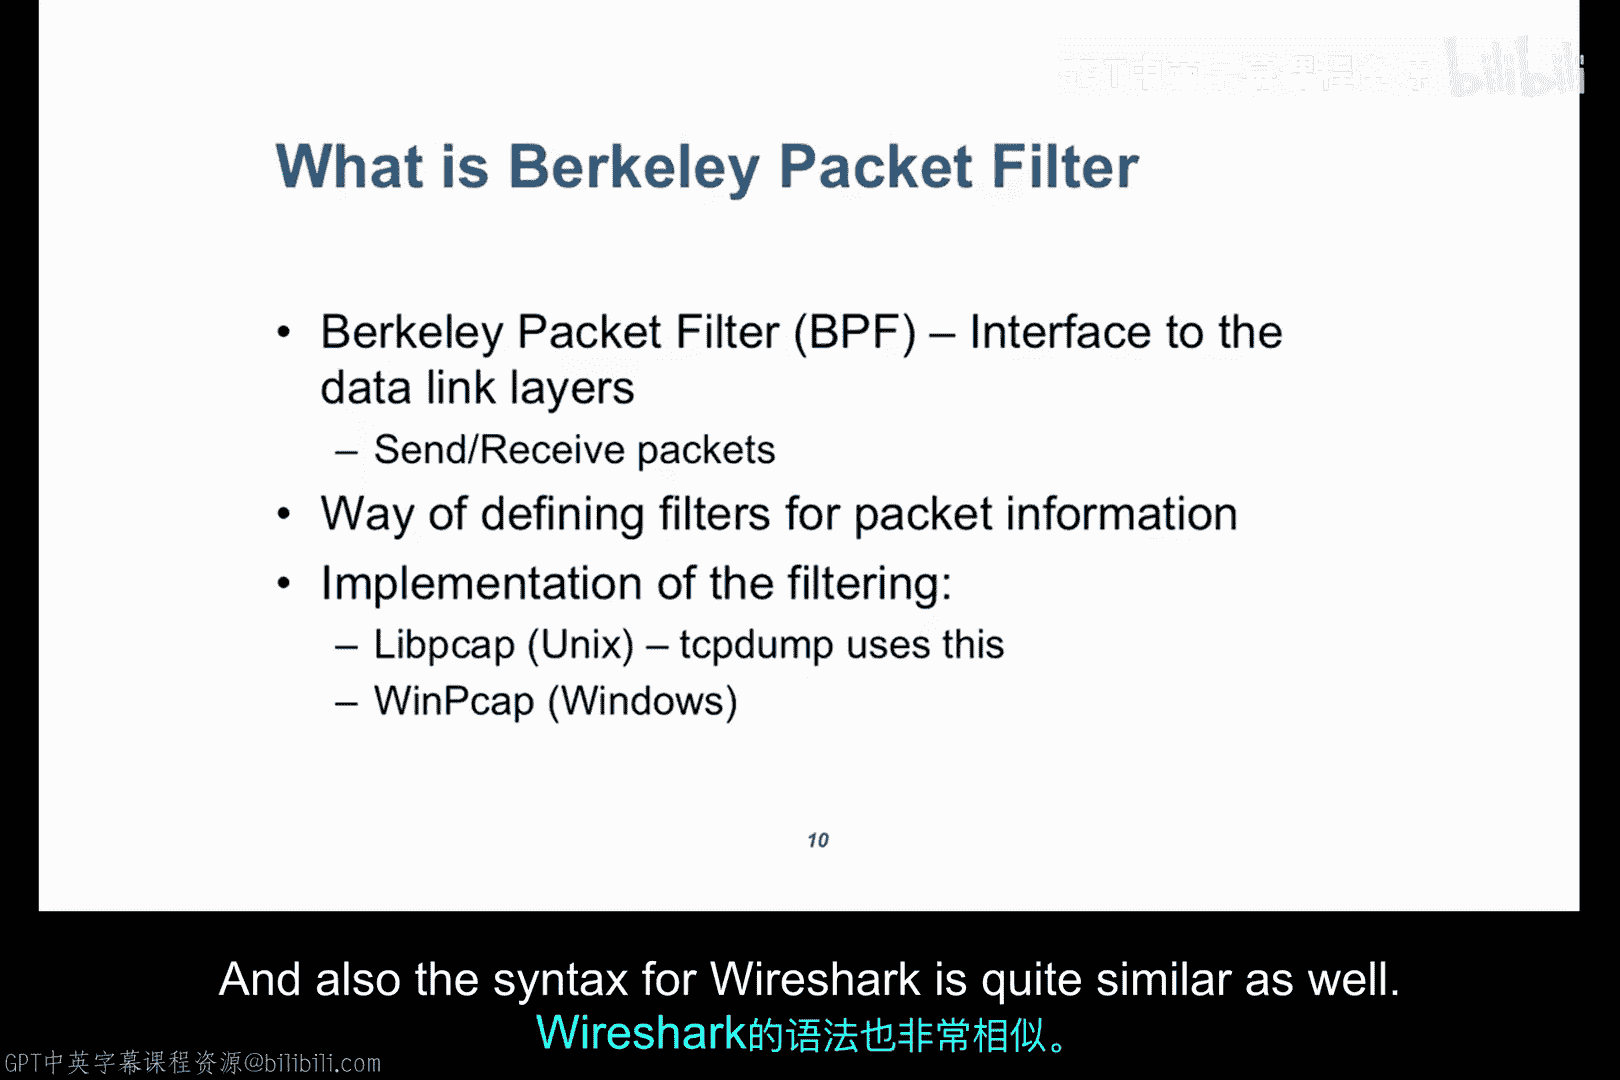 bilibili
What is Berkeley Packet Filter
• Berkeley Packet Filter (BPF) – Interface to the
data link layers
– Send/Receive packets
• Way of defining filters for packet information
• Implementation of the filtering:
– Libpcap (Unix) – tcpdump uses this
– WinPcap (Windows)
10
And also the syntax for Wireshark is quite similar as well.
Wireshark的语法也非常相似。
GPT中英字幕课程资源@bilibili.com